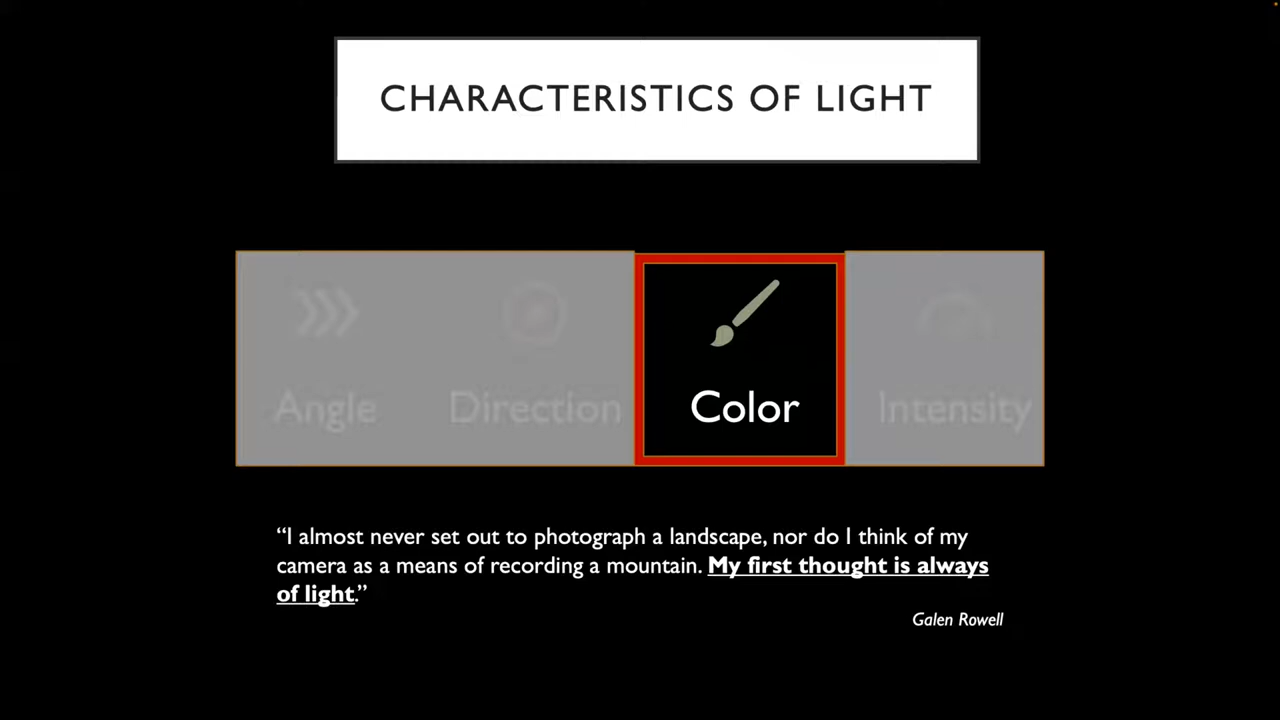 CHARACTERISTICS OF LIGHT
Angle Direction Color Intensity
“I almost never set out to photograph a landscape, nor do I think of my
camera as a means of recording a mountain. My first thought is always
of light.”
Galen Rowell